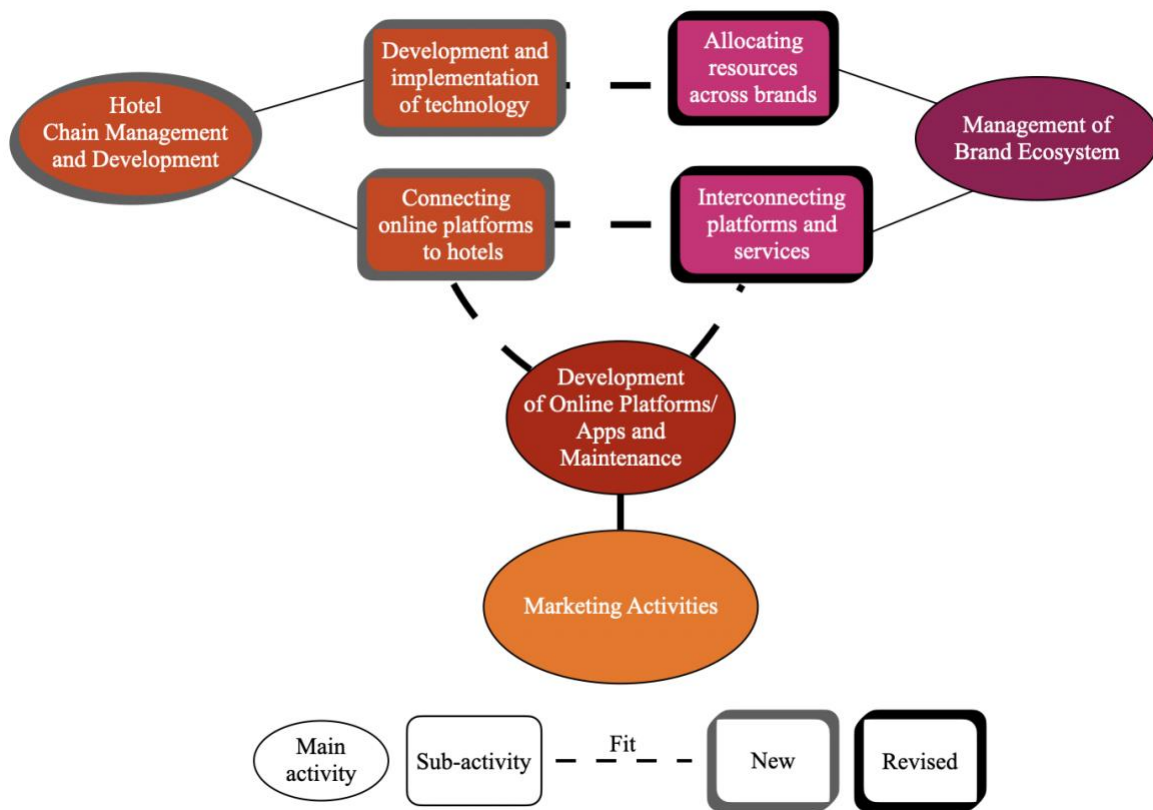 Development and
implementation
of technology
Allocating
resources
across brands
Hotel
Chain Management
and Development
Management of
Brand Ecosystem
Connecting
online platforms
to hotels
Interconnecting
platforms and
services
Development
of Online Platforms/
Apps and
Maintenance
Marketing Activities
Main
activity
Sub-activity
Fit
New
Revised